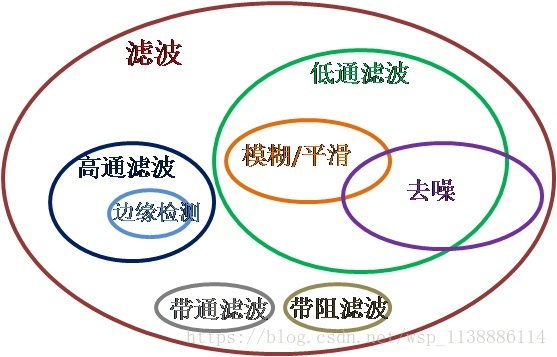 滤波
低通滤波
模糊/平滑
高通滤波
去噪
边缘检测
带通滤波
带阻滤波
https://blog.csdn.net/wsp_1138886114